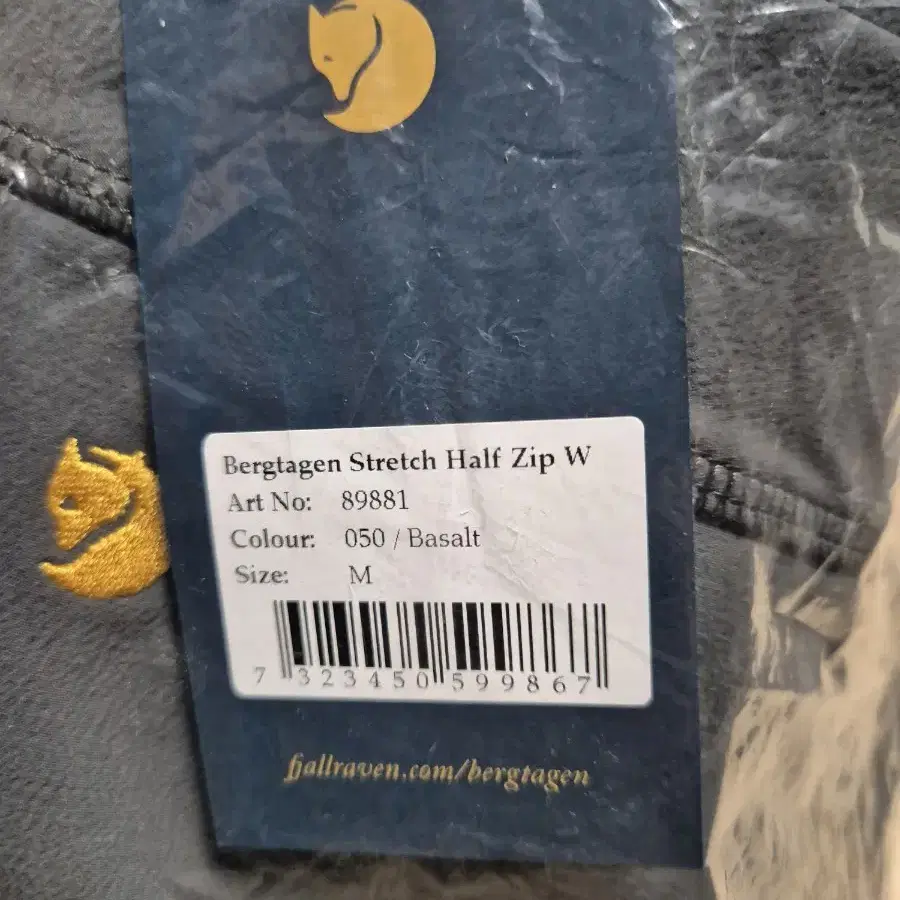 Bergtagen Stretch Half Zip W
Art No: 89881
Colour: 050 / Basalt
Size: M
7 323450 599867
fjallraven.com/bergtagen